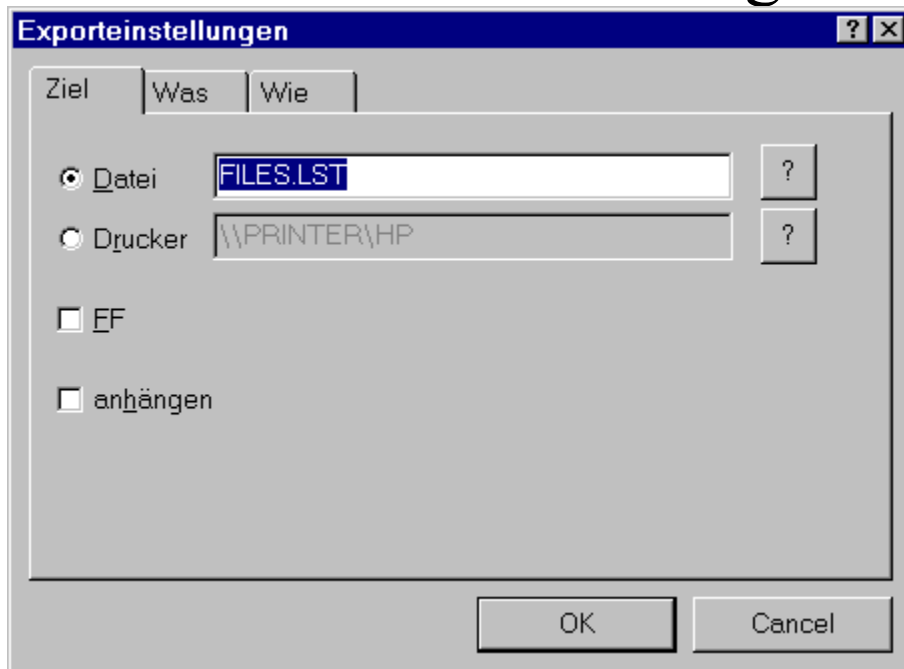 Exporteinstellungen ? ×
Ziel Was Wie
Datei FILES.LST ?
Drucker \\PRINTER\HP ?
FF
anhängen
OK Cancel